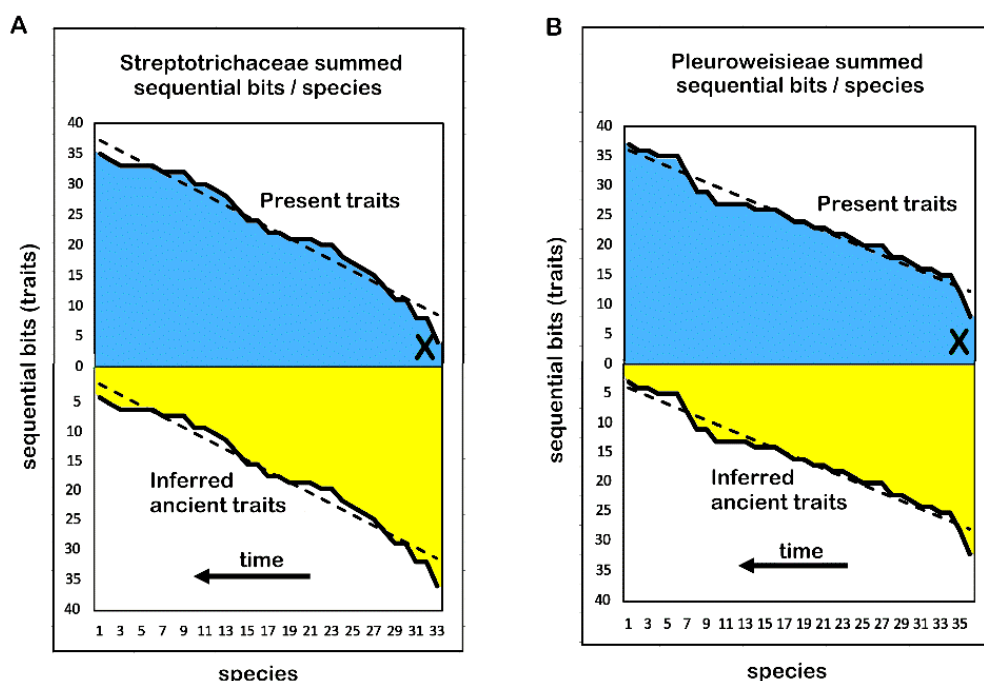 A
Streptotrichaceae summed
sequential bits / species
sequential bits (traits)
40
35
30
25
20
15
10
5
0
5
10
15
20
25
30
35
40
Present traits
X
Inferred
ancient traits
time
1 3 5 7 9 11 13 15 17 19 21 23 25 27 29 31 33
species
B
Pleuroweisieae summed
sequential bits / species
sequential bits (traits)
40
35
30
25
20
15
10
5
0
5
10
15
20
25
30
35
40
Present traits
X
Inferred
ancient traits
time
1 3 5 7 9 11 13 15 17 19 21 23 25 27 29 31 33 35
species